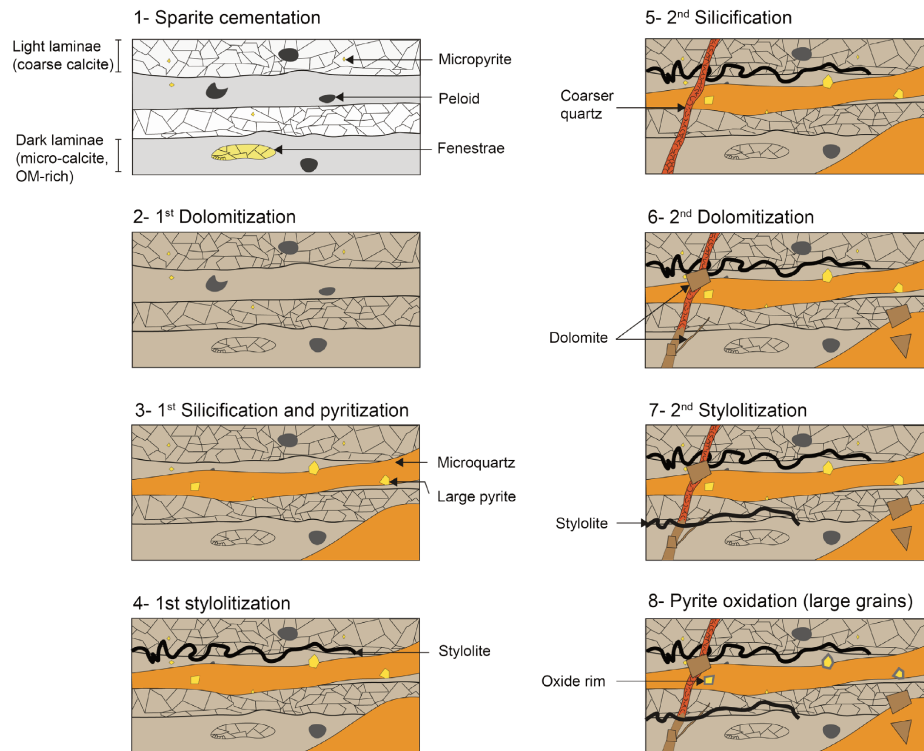 1- Sparite cementation
Light laminae
(coarse calcite)
Micropyrite
Peloid
Dark laminae
(micro-calcite,
OM-rich)
Fenestrae
2- 1st Dolomitization
3- 1st Silicification and pyritization
Microquartz
Large pyrite
4- 1st stylolitization
Stylolite
5- 2nd Silicification
Coarser
quartz
6- 2nd Dolomitization
Dolomite
7- 2nd Stylolitization
Stylolite
8- Pyrite oxidation (large grains)
Oxide rim